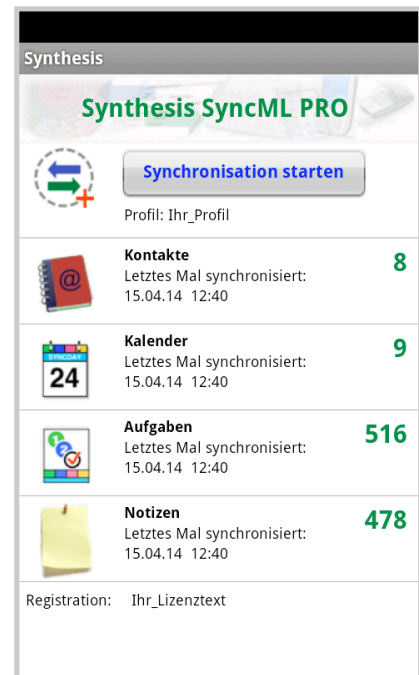 Synthesis
Synthesis SyncML PRO
Synchronisation starten
Profil: Ihr_Profil
Kontakte
8
Letztes Mal synchronisiert:
15.04.14 12:40
@
Kalender
9
Letztes Mal synchronisiert:
15.04.14 12:40
SYNCDAY
24
Aufgaben
516
Letztes Mal synchronisiert:
15.04.14 12:40
1
2
Notizen
478
Letztes Mal synchronisiert:
15.04.14 12:40
Registration: Ihr_Lizenztext